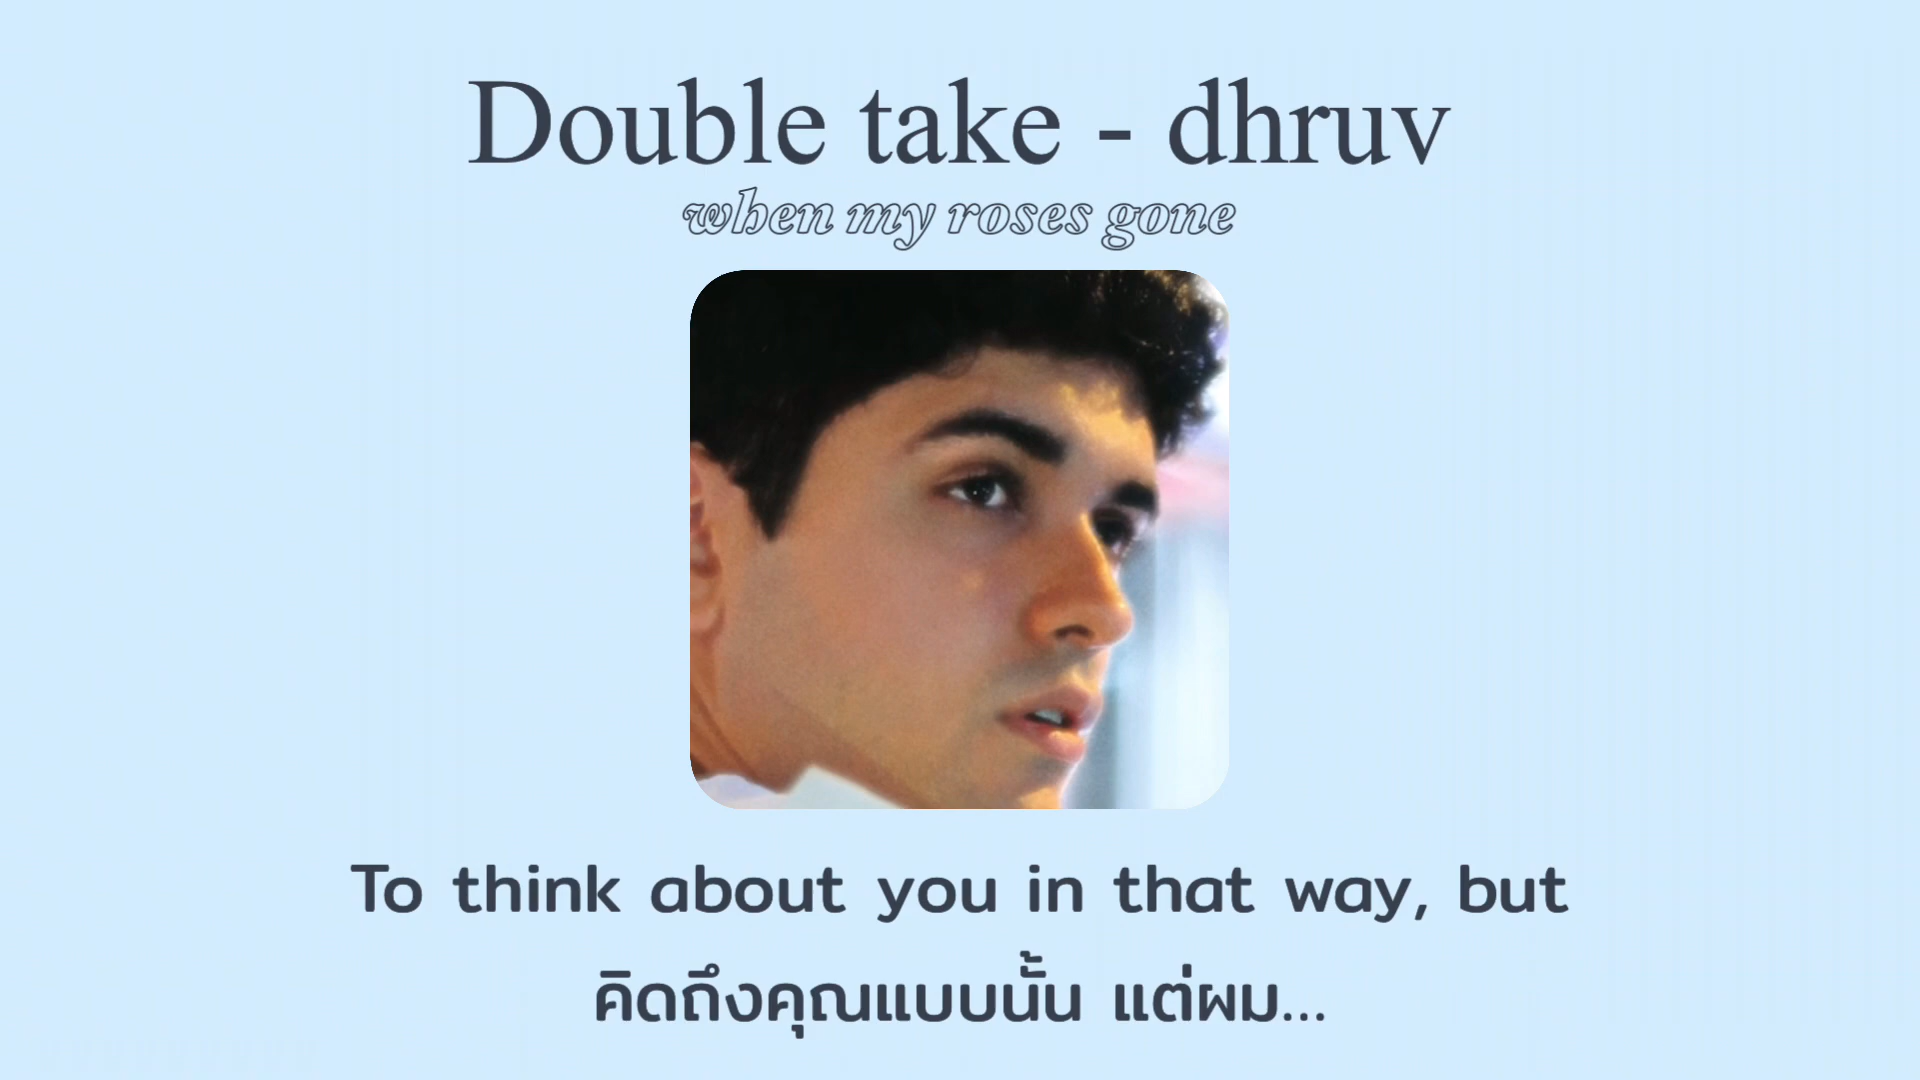 Double take - dhruv
when my roses gone
To think about you in that way, but
คิดถึงคุณแบบนั้น แต่ผม...